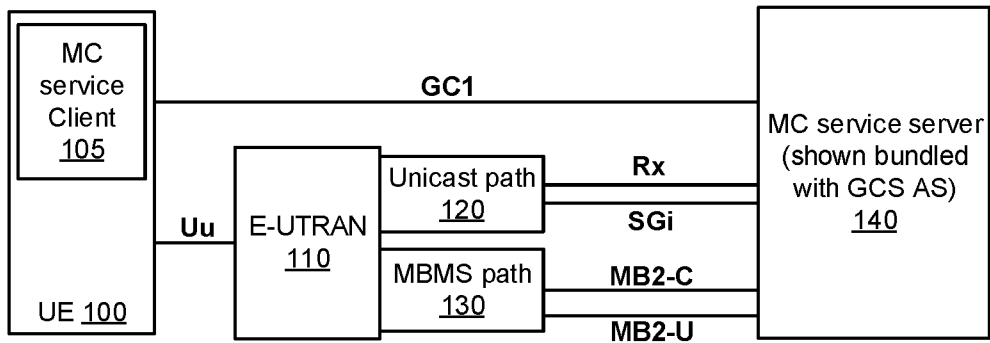 MC
service
Client
105
UE 100
GC1
Uu
E-UTRAN
110
Unicast path
120
MBMS path
130
Rx
SGi
MB2-C
MB2-U
MC service server
(shown bundled
with GCS AS)
140